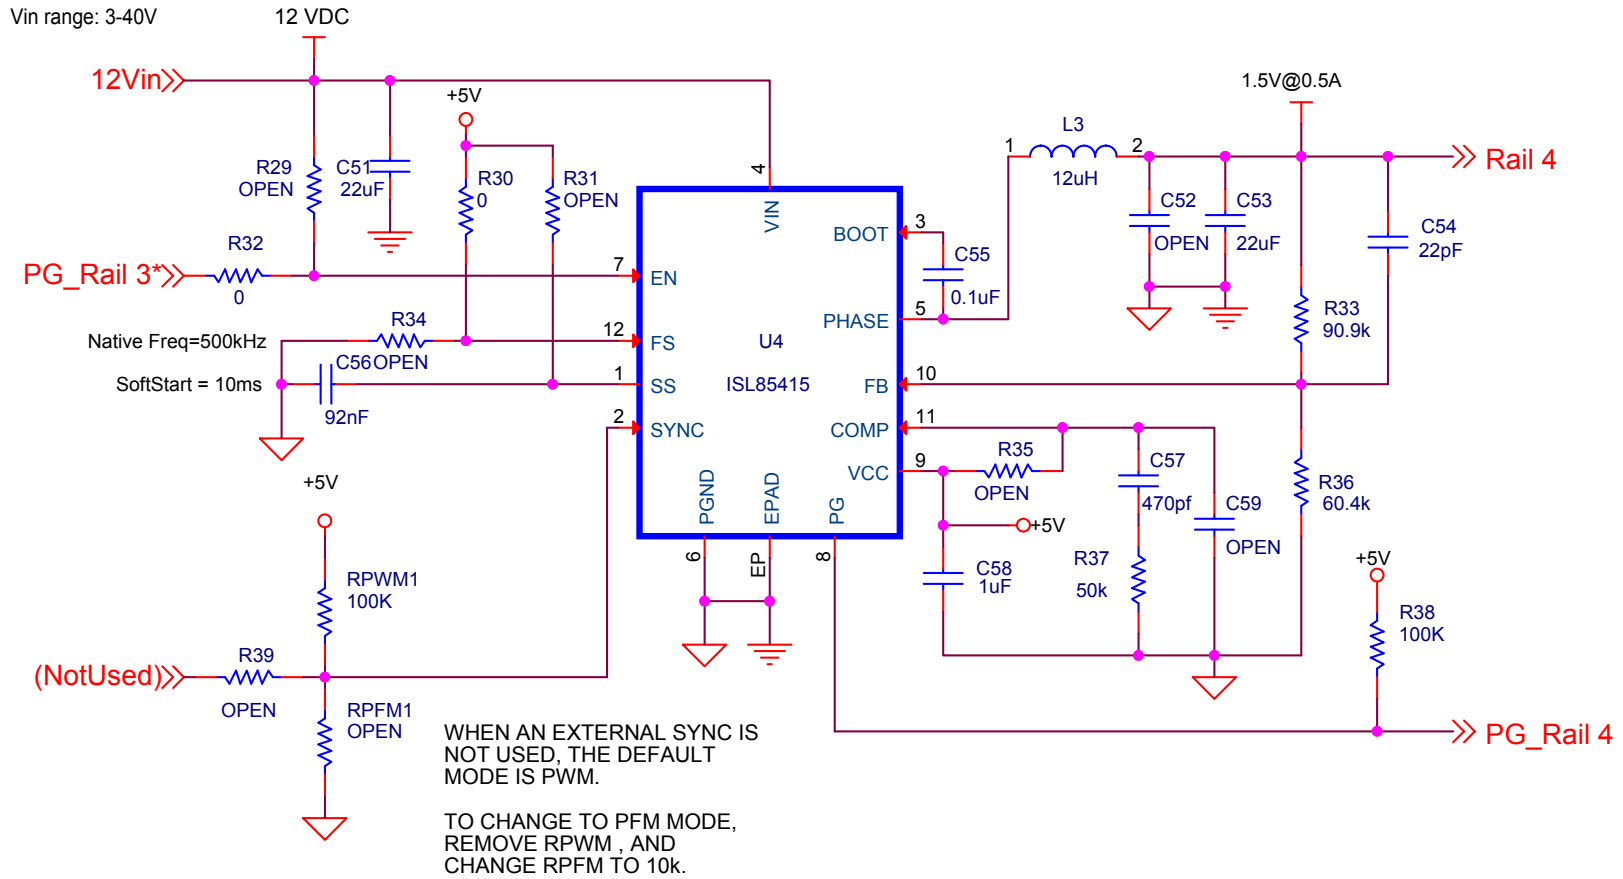 Vin range: 3-40V
12 VDC
12Vin
+5V
1.5V@0.5A
L3
1
2
12uH
Rail 4
R29
OPEN
C51
22uF
R30
0
R31
OPEN
4
VIN
BOOT
3
C55
0.1uF
C52
OPEN
C53
22uF
C54
22pF
R32
0
PG_Rail 3*
7
EN
PHASE
5
R33
90.9k
Native Freq=500kHz
R34
OPEN
12
FS
U4
SoftStart = 10ms
C56
92nF
1
SS
ISL85415
FB
10
2
SYNC
COMP
11
VCC
9
R35
OPEN
C57
470pf
C59
OPEN
R36
60.4k
+5V
PGND
EPAD
PG
6
EP
8
+5V
C58
1uF
R37
50k
+5V
R38
100K
RPWM1
100K
(NotUsed)
R39
OPEN
RPFM1
OPEN
PG_Rail 4
WHEN AN EXTERNAL SYNC IS
NOT USED, THE DEFAULT
MODE IS PWM.
TO CHANGE TO PFM MODE,
REMOVE RPWM , AND
CHANGE RPFM TO 10k.